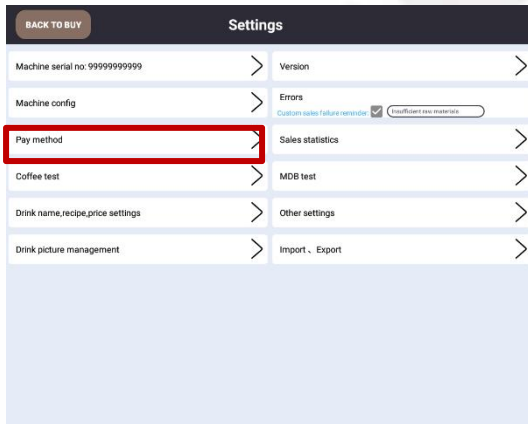 BACK TO BUY
Settings
Machine serial no: 99999999999
Version
Machine config
Errors
Custom sales failure reminder: Insufficient raw materials
Pay method
Sales statistics
Coffee test
MDB test
Drink name,recipe,price settings
Other settings
Drink picture management
Import 、Export